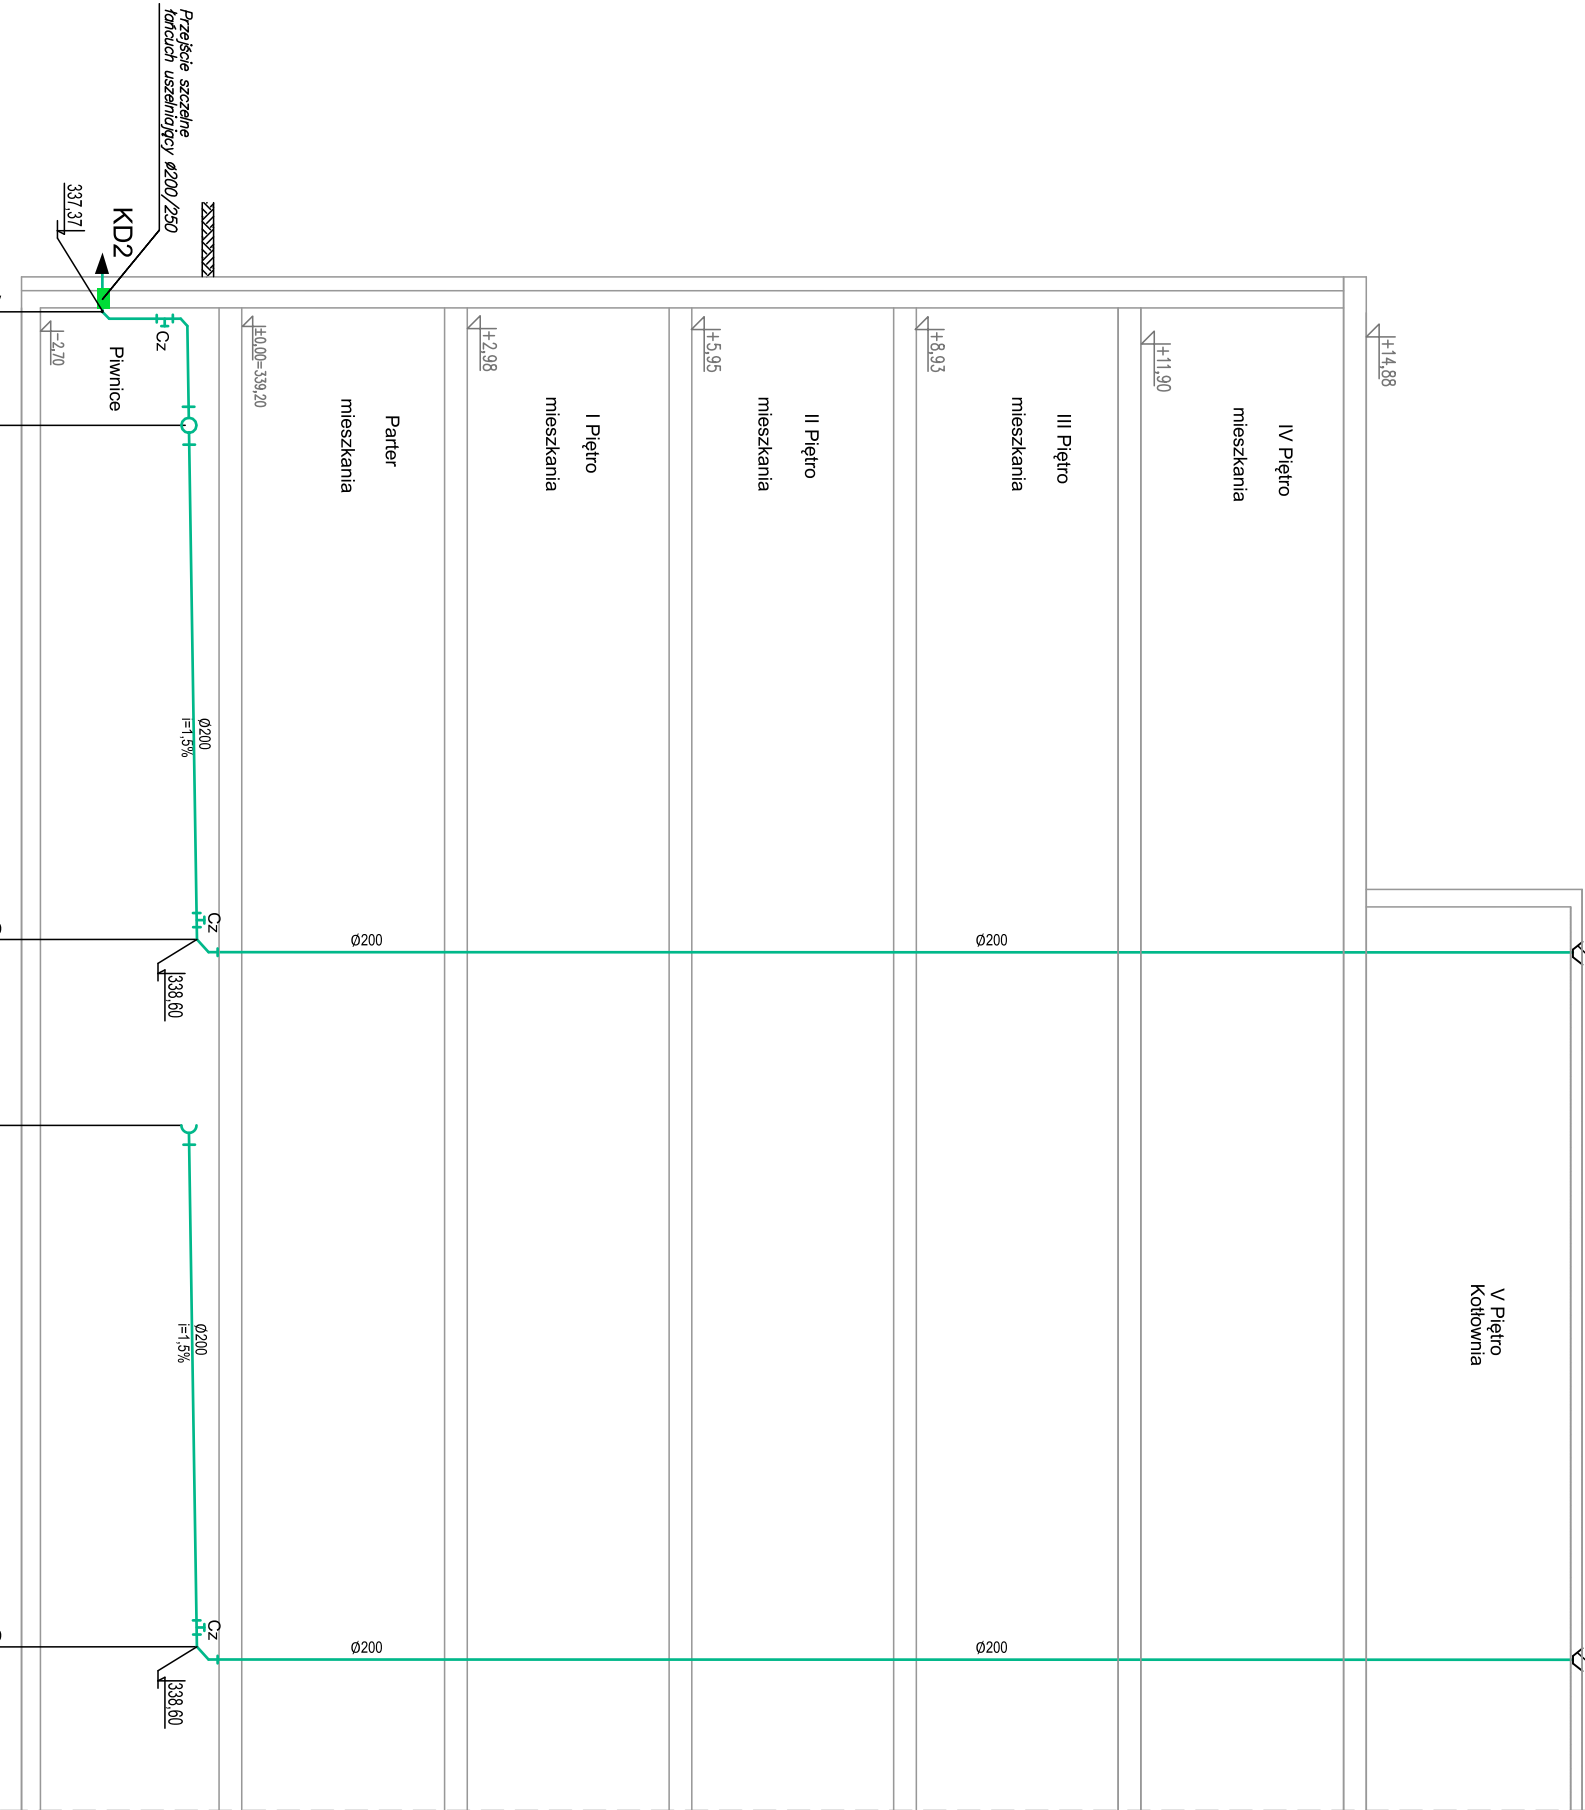 Przejście szczelne
łańcuch uszelniający ø200/250
KD2
337,37
Cz
Piwnice
-2,70
±0,00=339,20
+2,98
+5,95
+8,93
+11,90
+14,88
Parter
mieszkania
I Piętro
mieszkania
II Piętro
mieszkania
III Piętro
mieszkania
IV Piętro
mieszkania
V Piętro
Kotłownia
Ø200
i=1,5%
Cz
338,60
Ø200
Ø200
Ø200
i=1,5%
Cz
338,60
Ø200
Ø200